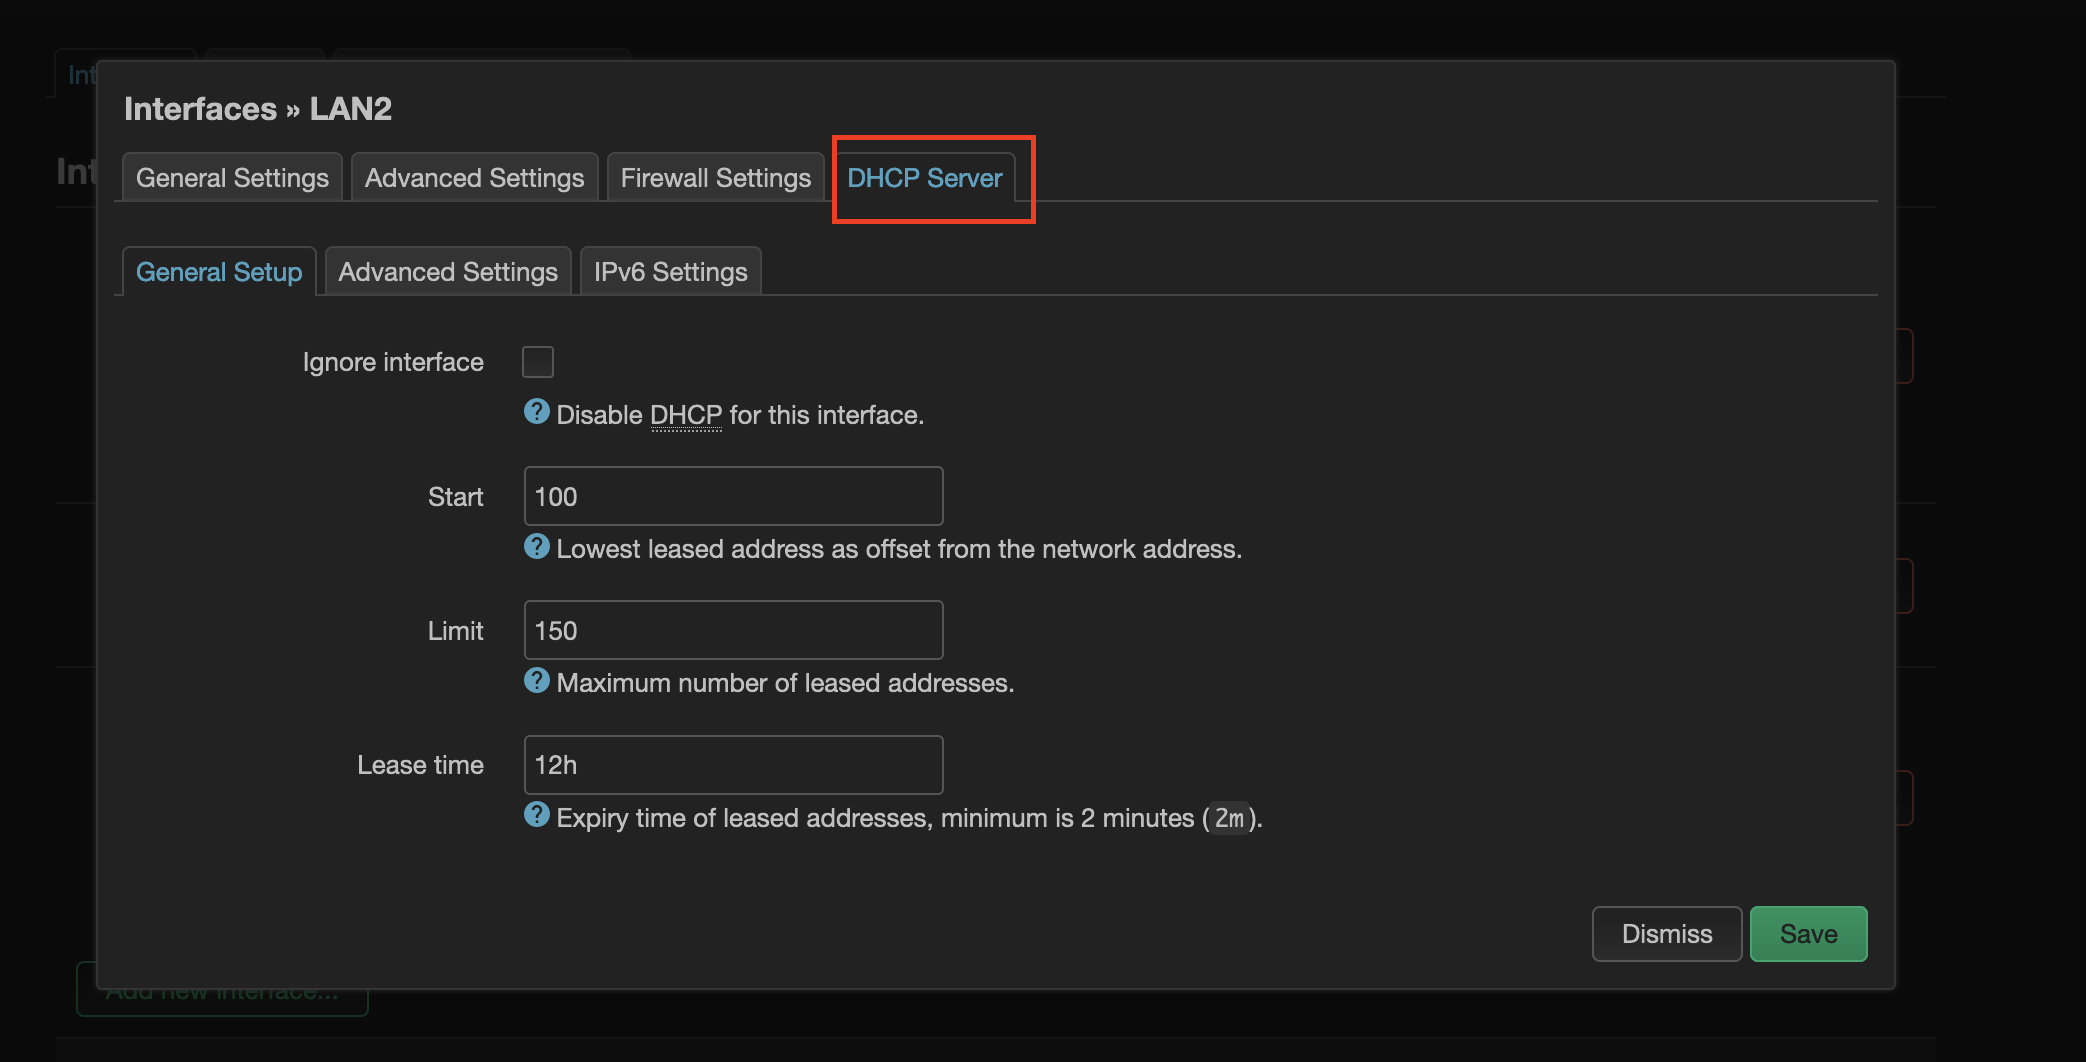 Int
Interfaces » LAN2
Int
General Settings Advanced Settings Firewall Settings DHCP Server
General Setup Advanced Settings IPv6 Settings
Ignore interface
Disable DHCP for this interface.
Start 100
Lowest leased address as offset from the network address.
Limit 150
Maximum number of leased addresses.
Lease time 12h
Expiry time of leased addresses, minimum is 2 minutes (2m).
Dismiss Save
Add new interface...